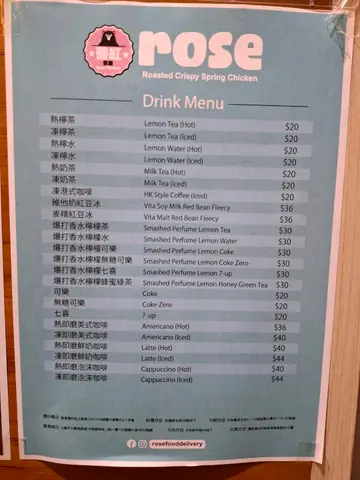 rose
Roasted Crispy Spring Chicken
Drink Menu
熱檸茶 Lemon Tea (Hot) $20
凍檸茶 Lemon Tea (Iced) $20
熱檸水 Lemon Water (Hot) $20
凍檸水 Lemon Water (Iced) $20
熱奶茶 Milk Tea (Hot) $20
凍奶茶 Milk Tea (Iced) $20
凍港式咖啡 HK Style Coffee (Iced) $20
維他奶紅豆冰 Vita Soy Milk Red Bean Fleecy $36
麥精紅豆冰 Vita Malt Red Bean Fleecy $36
爆打香水檸檬茶 Smashed Perfume Lemon Tea $30
爆打香水檸檬水 Smashed Perfume Lemon Water $30
爆打香水檸檬可樂 Smashed Perfume Lemon Coke $30
爆打香水檸檬無糖可樂 Smashed Perfume Lemon Coke Zero $30
爆打香水檸檬七喜 Smashed Perfume Lemon 7-up $30
爆打香水檸檬蜂蜜綠茶 Smashed Perfume Lemon Honey Green Tea $30
可樂 Coke $20
無糖可樂 Coke Zero $20
七喜 7-up $20
熱即磨美式咖啡 Americano (Hot) $36
凍即磨美式咖啡 Americano (Iced) $40
熱即磨鮮奶咖啡 Latte (Hot) $40
凍即磨鮮奶咖啡 Latte (Iced) $44
熱即磨泡沫咖啡 Cappuccino (Hot) $40
凍即磨泡沫咖啡 Cappuccino (Iced) $44
rosefooddelivery